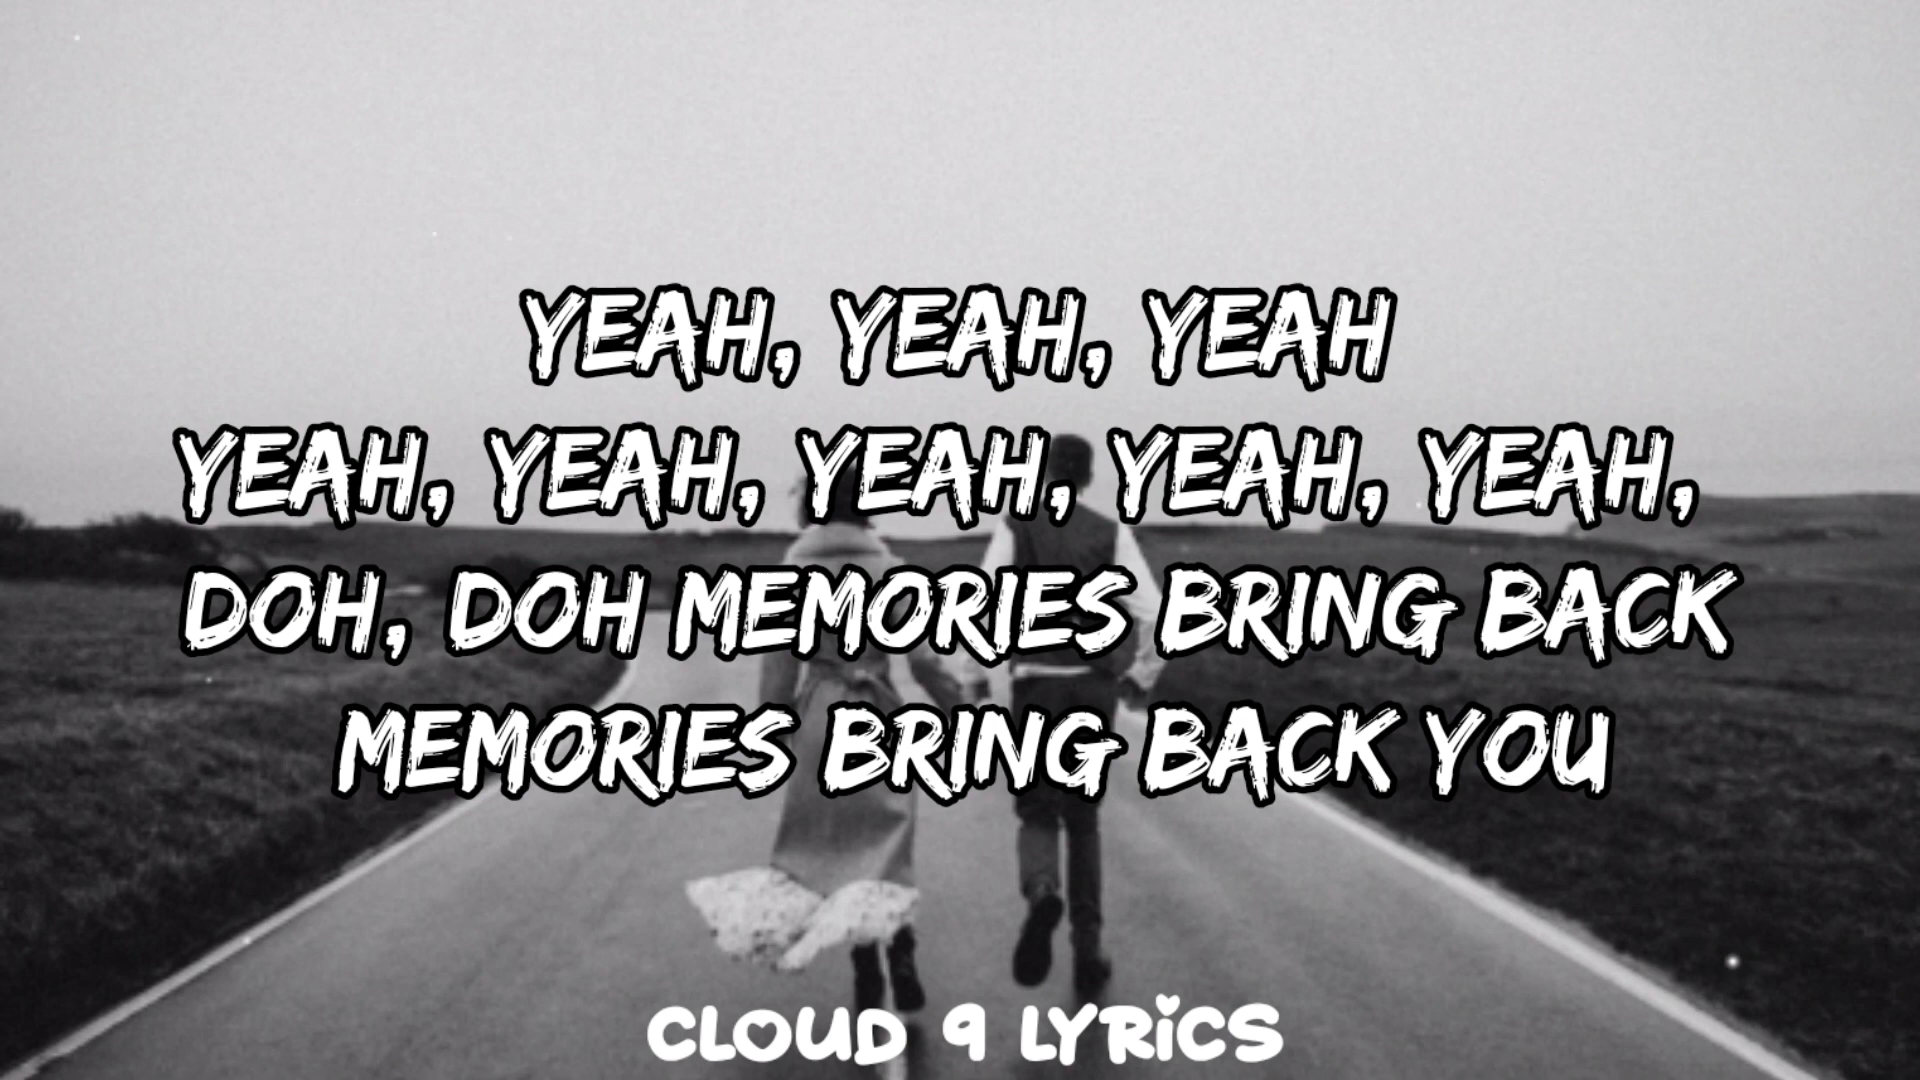 YEAH, YEAH, YEAH
YEAH, YEAH, YEAH, YEAH, YEAH,
DOH, DOH MEMORIES BRING BACK
MEMORIES BRING BACK YOU
CLOUD 9 LYRICS